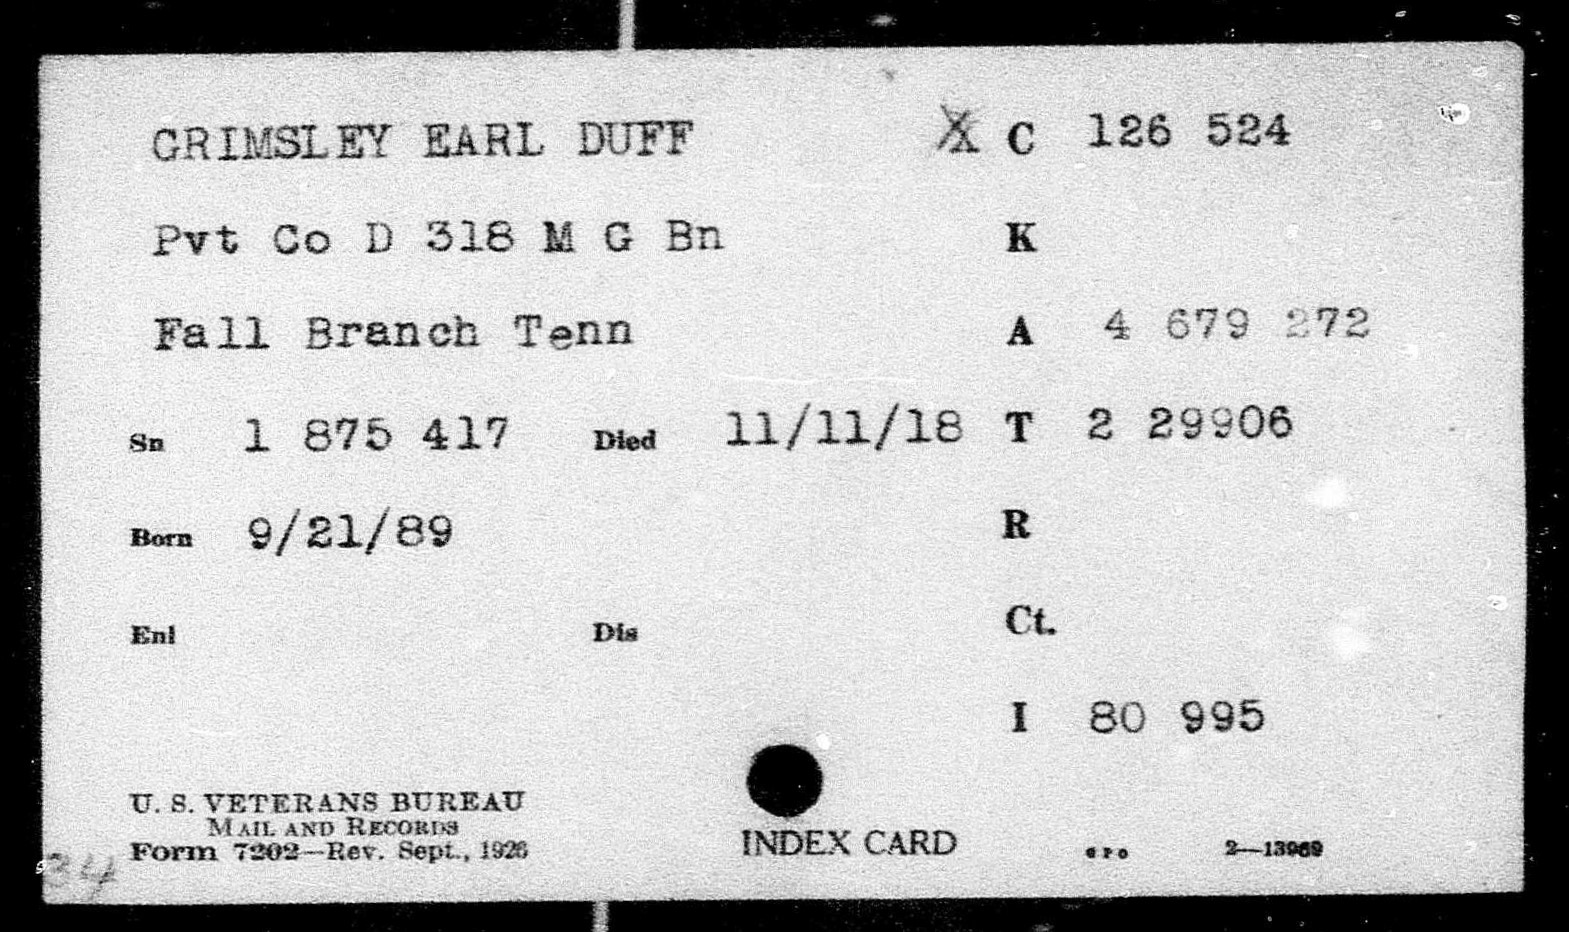 GRIMSLEY EARL DUFF X C 126 524
Pvt Co D 318 M G Bn K
Fall Branch Tenn A 4 679 272
Sn 1 875 417 Died 11/11/18 T 2 29906
Born 9/21/89 R
Enl Dis Ct.
I 80 995
U. S. VETERANS BUREAU
MAIL AND RECORDS
Form 7202—Rev. Sept., 1926 INDEX CARD GPO 2—13969
34